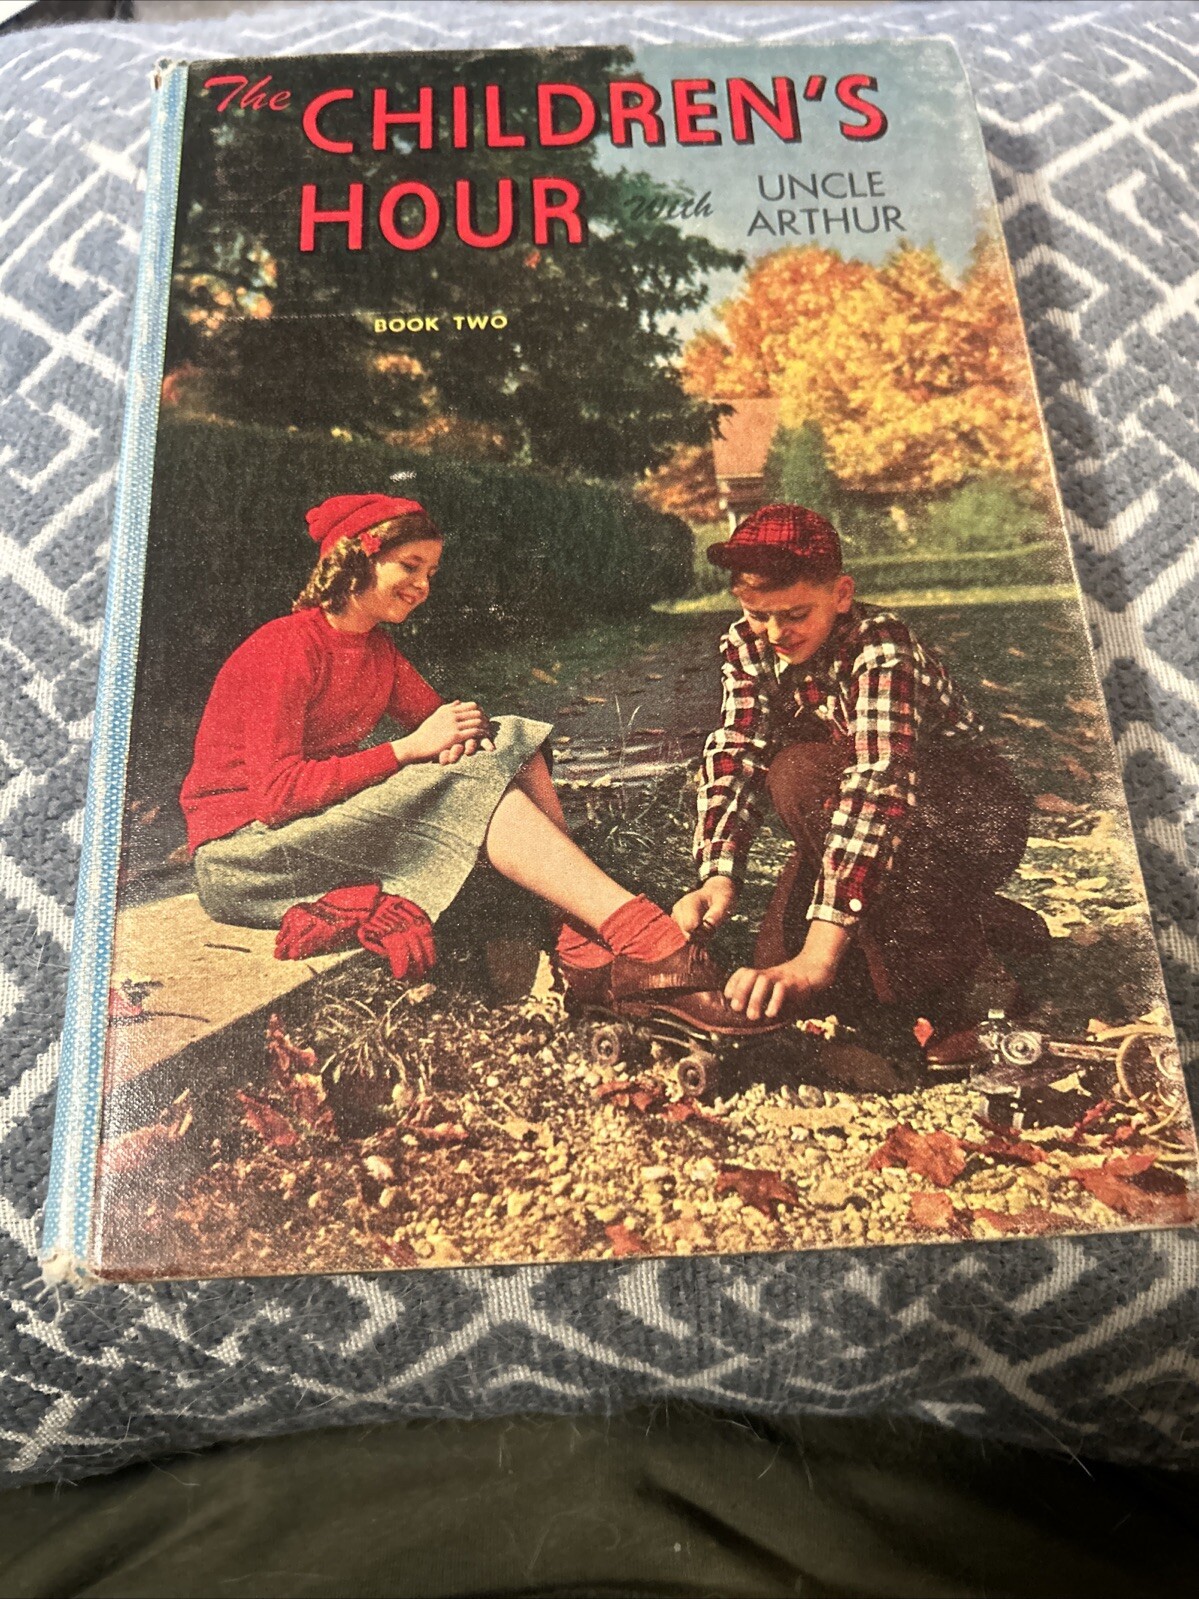 The CHILDREN'S
HOUR with UNCLE
ARTHUR
BOOK TWO